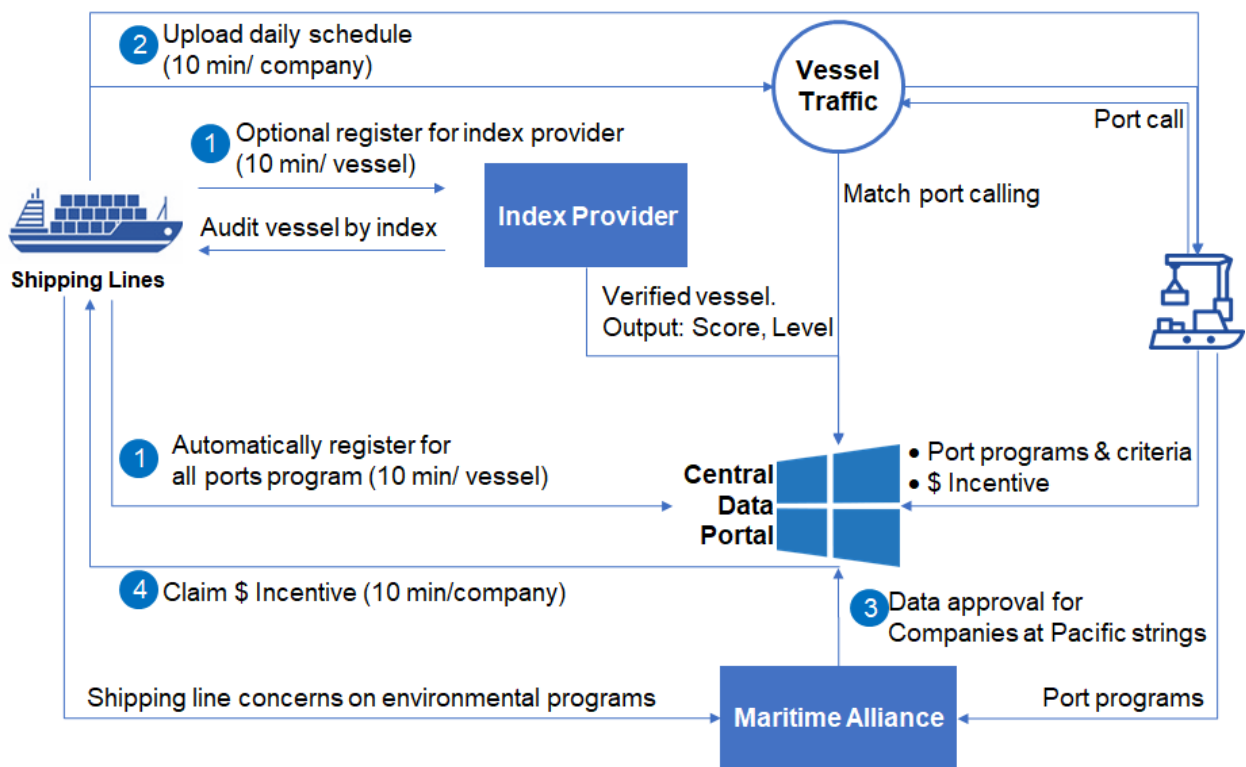 2 Upload daily schedule
(10 min/ company)
Vessel
Traffic
Port call
1 Optional register for index provider
(10 min/ vessel)
Audit vessel by index
Index Provider
Match port calling
Shipping Lines
Verified vessel.
Output: Score, Level
1 Automatically register for
all ports program (10 min/ vessel)
Central
Data
Portal
• Port programs & criteria
• $ Incentive
4 Claim $ Incentive (10 min/company)
3 Data approval for
Companies at Pacific strings
Shipping line concerns on environmental programs
Maritime Alliance
Port programs